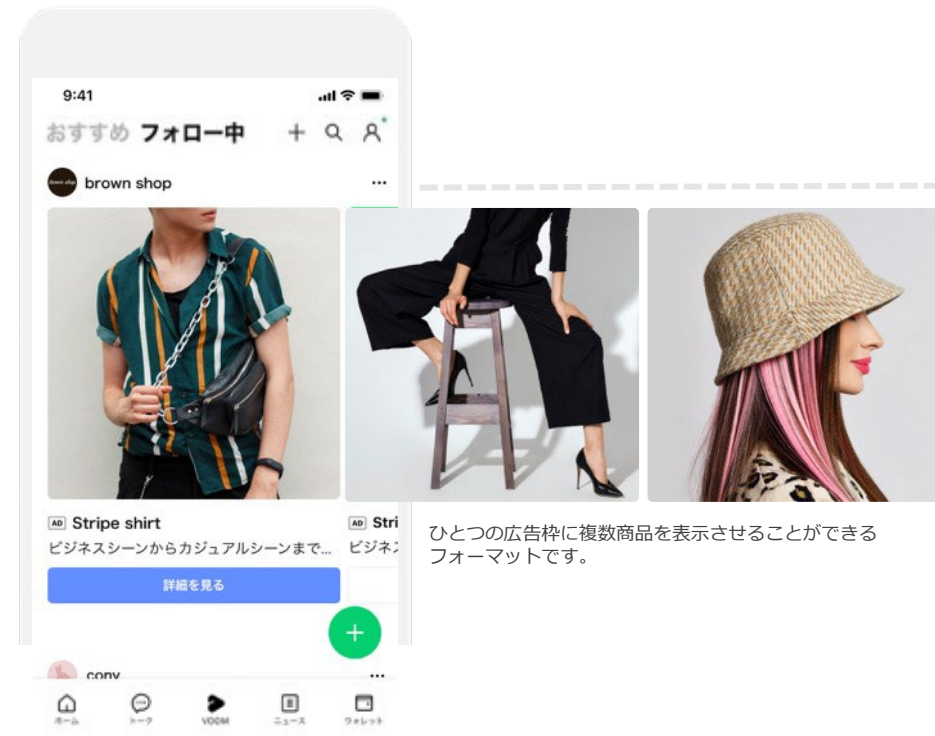 9:41
おすすめ フォロー中
brown shop
AD Stripe shirt
AD Stri
ビジネスシーンからカジュアルシーンまで...
ビジネス
詳細を見る
ひとつの広告枠に複数商品を表示させることができる
フォーマットです。
cony
ホーム トーク VOOM ニュース ウォレット